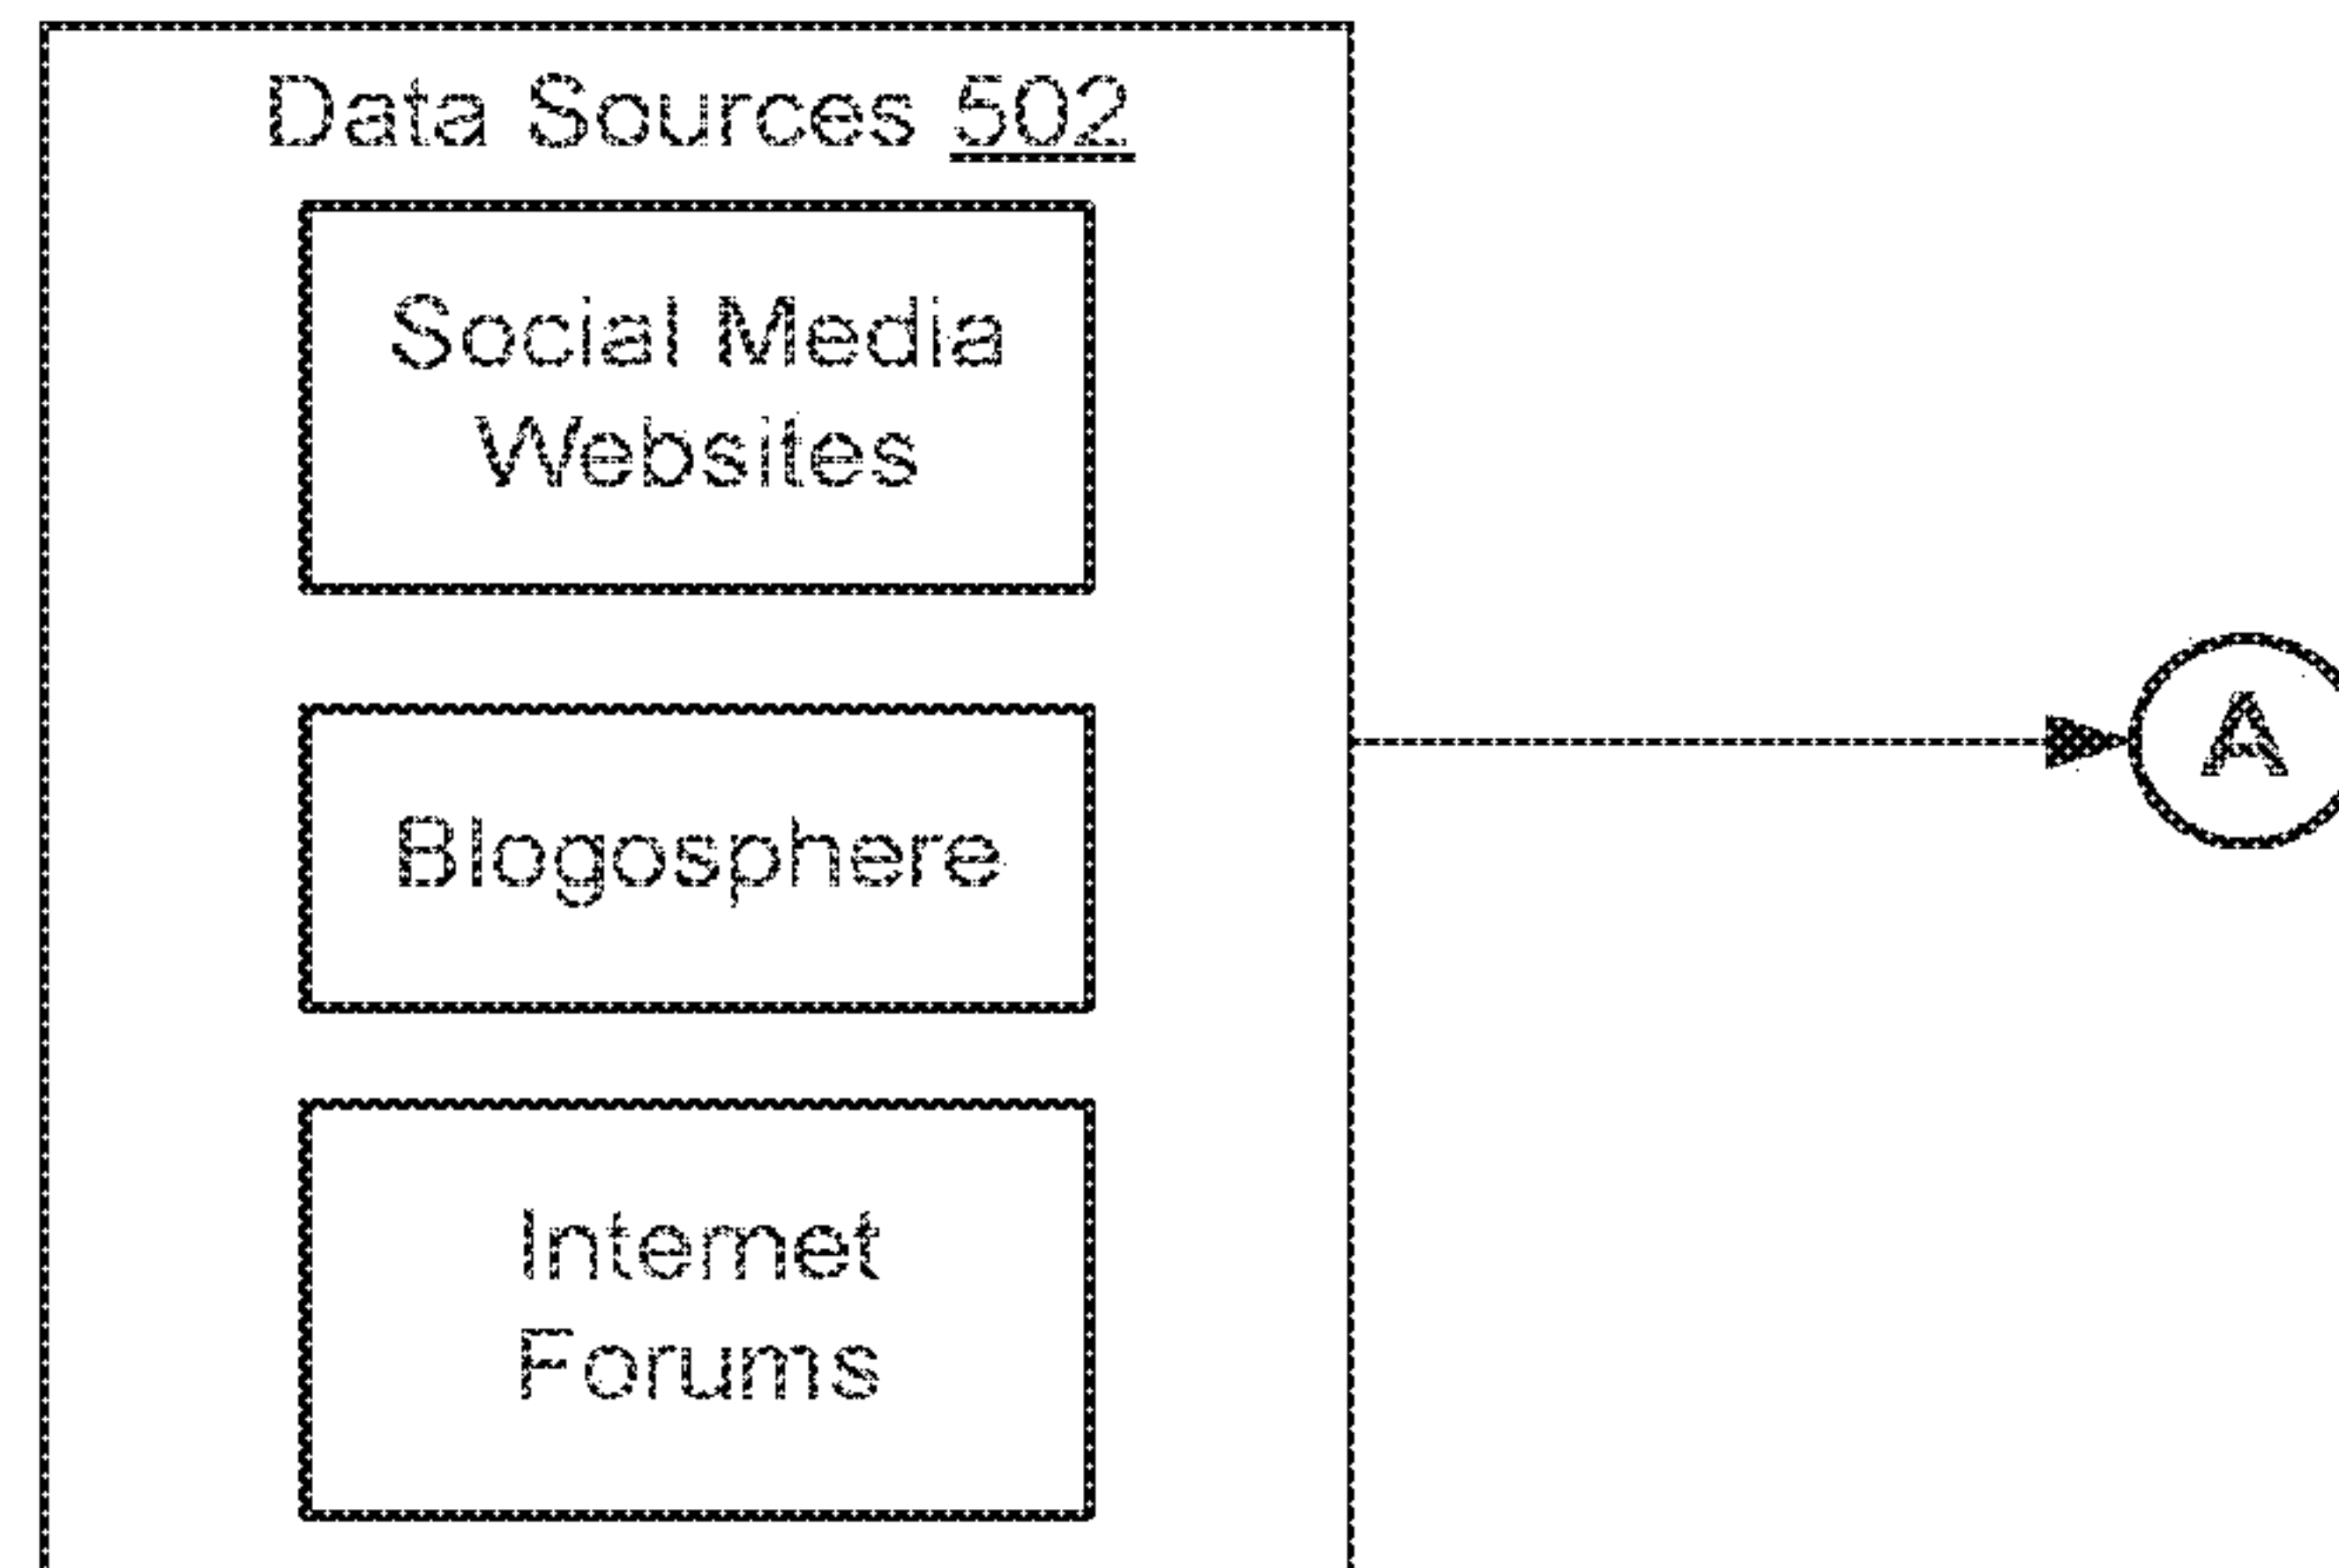 Data Sources 502
Social Media
Websites
Blogosphere
A
Internet
Forums